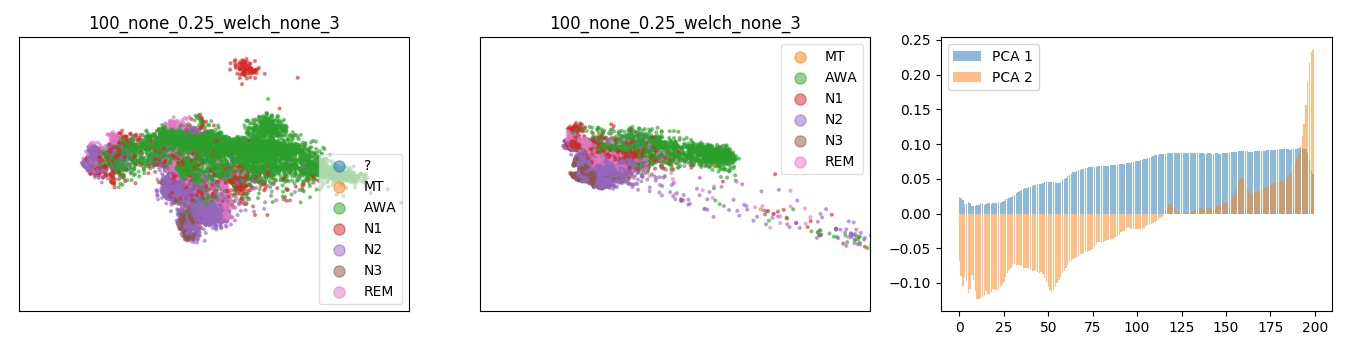 100_none_0.25_welch_none_3
?
MT
AWA
N1
N2
N3
REM
100_none_0.25_welch_none_3
MT
AWA
N1
N2
N3
REM
PCA 1
PCA 2
0.25
0.20
0.15
0.10
0.05
0.00
−0.05
−0.10
0 25 50 75 100 125 150 175 200